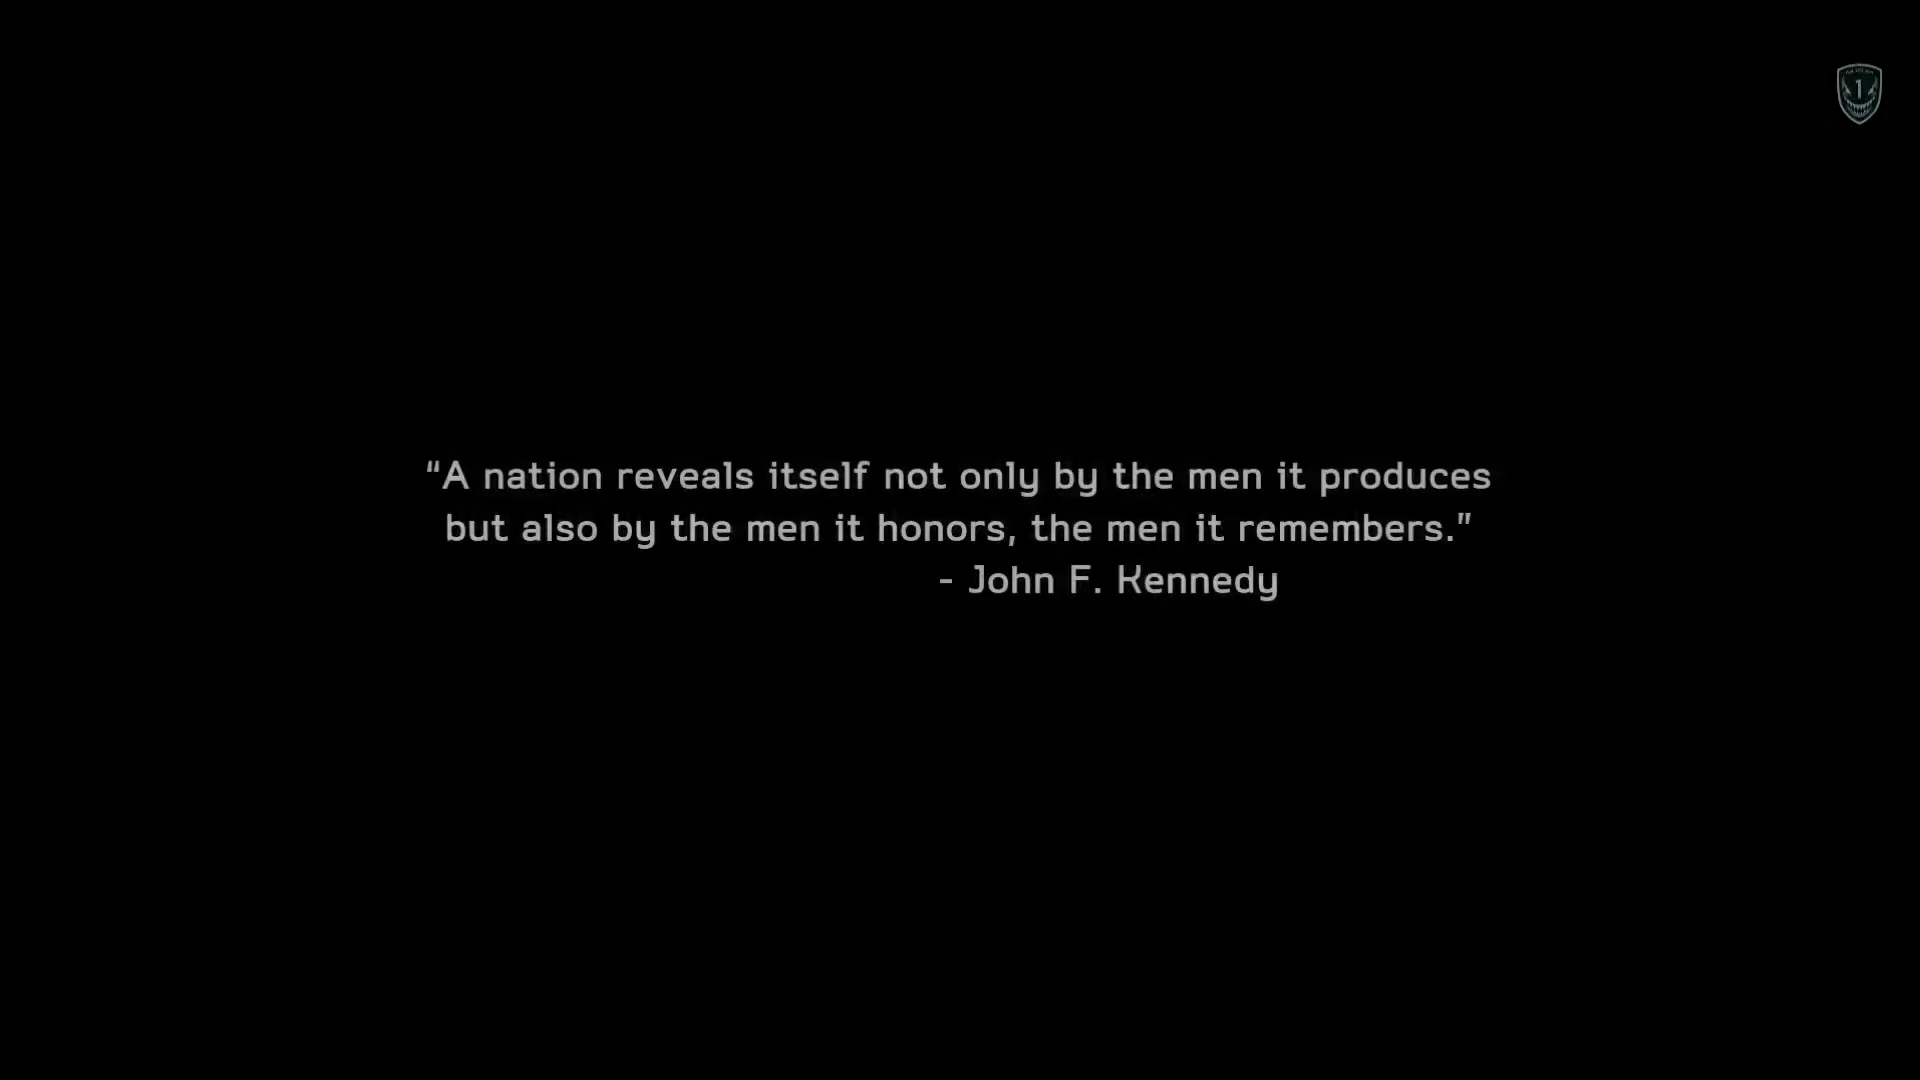 “A nation reveals itself not only by the men it produces
but also by the men it honors, the men it remembers.”
- John F. Kennedy
1